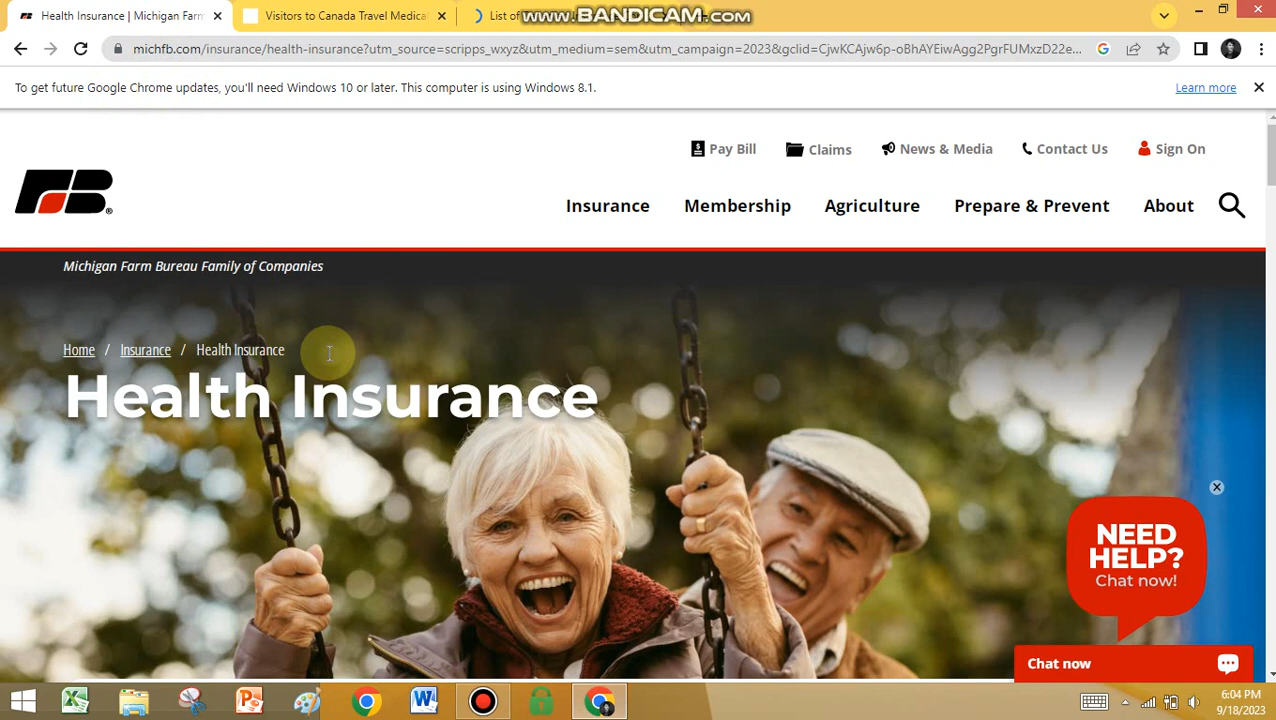 Health Insurance | Michigan Farm
Visitors to Canada Travel Medica
List of
www.BANDICAM.com
michfb.com/insurance/health-insurance?utm_source=scripps_wxyz&utm_medium=sem&utm_campaign=2023&gclid=CjwKCAjw6p-oBhAYEiwAgg2PgrFUMxzD22e...
To get future Google Chrome updates, you'll need Windows 10 or later. This computer is using Windows 8.1.
Learn more
Pay Bill Claims News & Media Contact Us Sign On
FB
Insurance Membership Agriculture Prepare & Prevent About
Michigan Farm Bureau Family of Companies
Home / Insurance / Health Insurance
Health Insurance
NEED
HELP?
Chat now!
Chat now
6:04 PM
9/18/2023